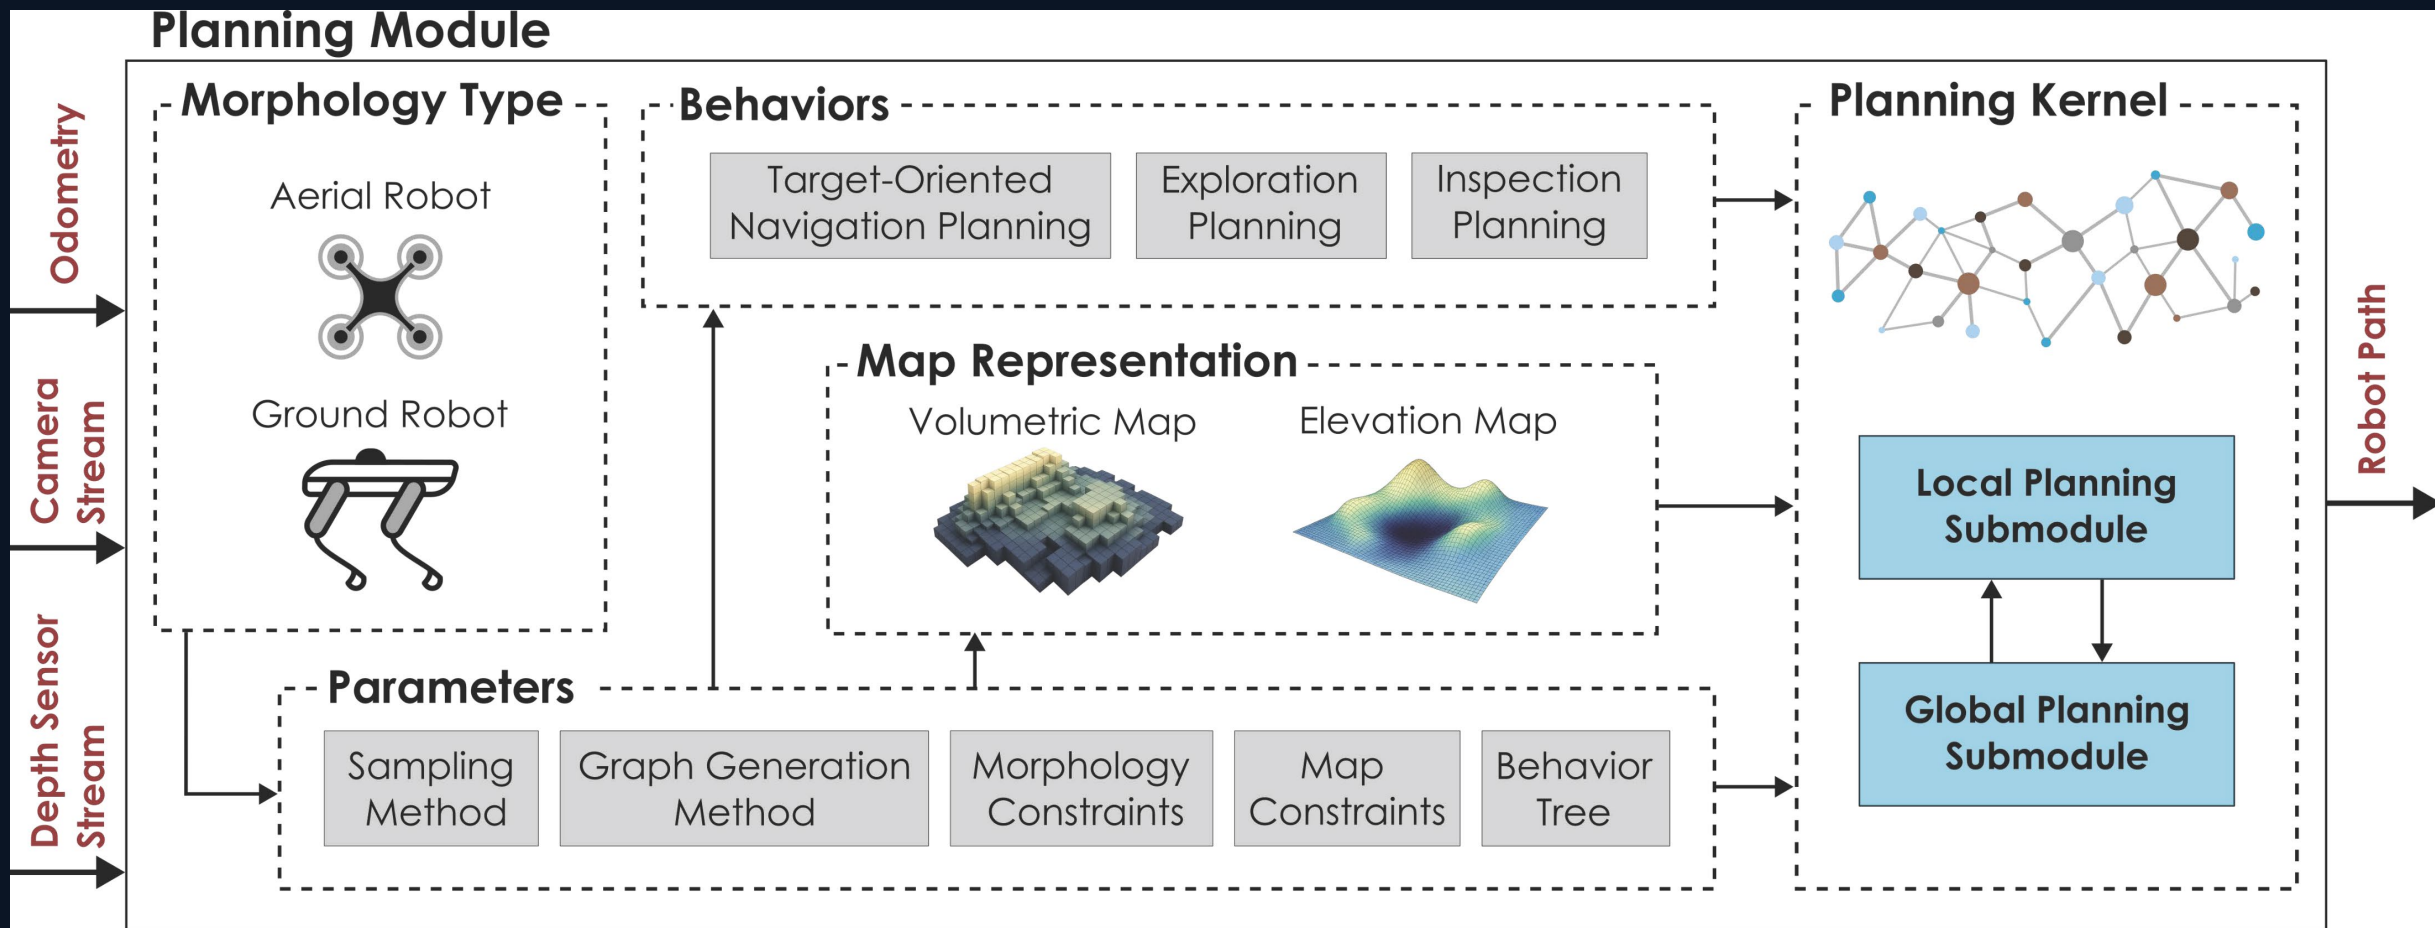 Planning Module
Odometry
Camera
Stream
Depth Sensor
Stream
Morphology Type
Aerial Robot
Ground Robot
Behaviors
Target-Oriented
Navigation Planning
Exploration
Planning
Inspection
Planning
Map Representation
Volumetric Map
Elevation Map
Parameters
Sampling
Method
Graph Generation
Method
Morphology
Constraints
Map
Constraints
Behavior
Tree
Planning Kernel
Local Planning
Submodule
Global Planning
Submodule
Robot Path